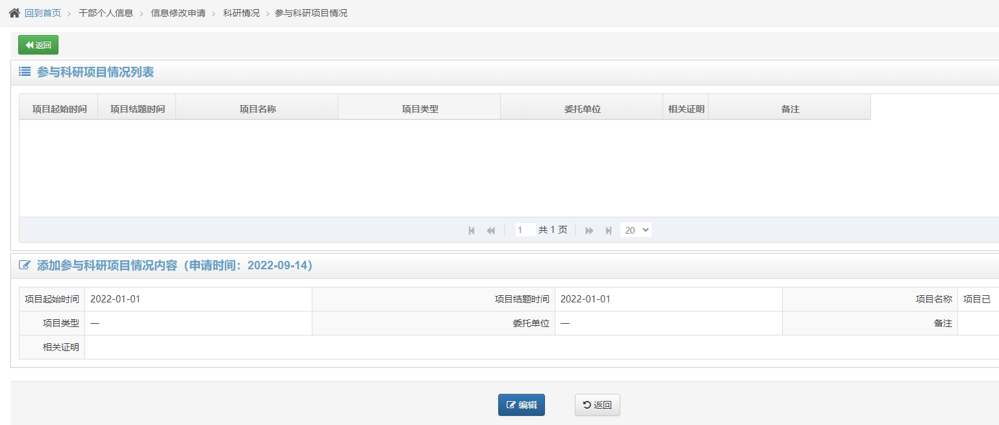 回到首页 干部个人信息 信息修改申请 科研情况 参与科研项目情况
返回
参与科研项目情况列表
项目起始时间 项目结题时间 项目名称 项目类型 委托单位 相关证明 备注
1 共 1 页 20
添加参与科研项目情况内容（申请时间：2022-09-14）
项目起始时间 2022-01-01 项目结题时间 2022-01-01 项目名称 项目已
项目类型 — 委托单位 — 备注
相关证明
编辑 返回